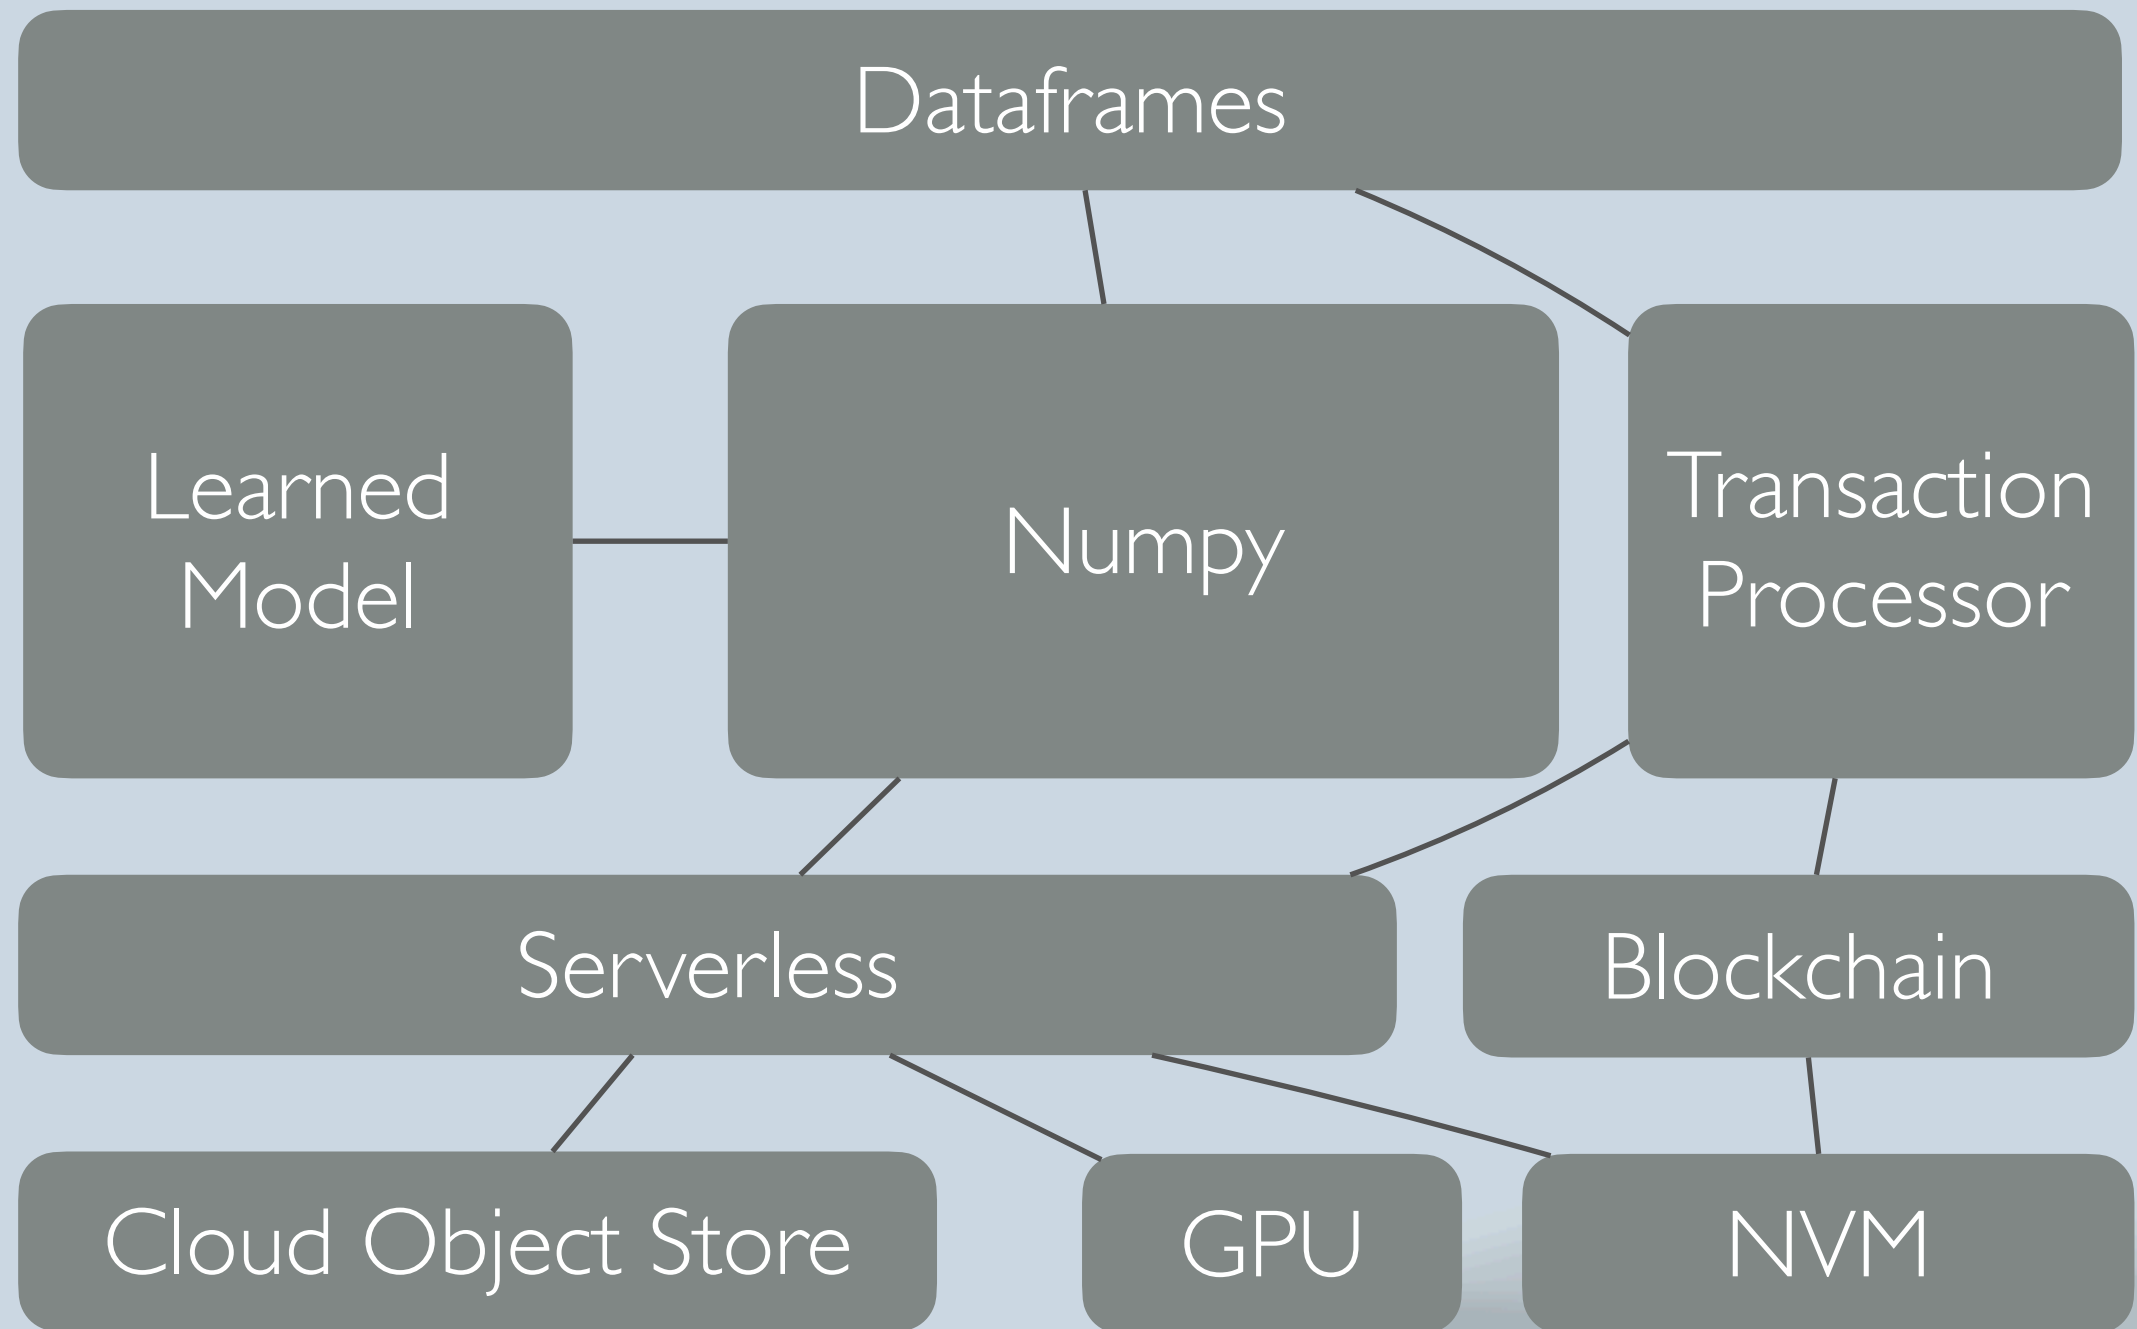 Dataframes
Learned
Model
Numpy
Transaction
Processor
Serverless
Blockchain
Cloud Object Store
GPU
NVM